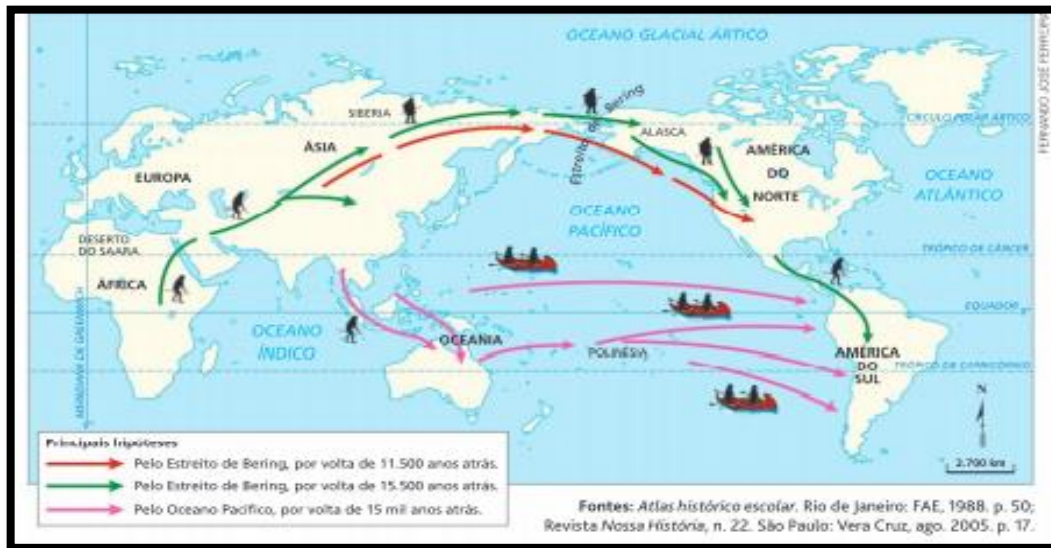 OCEANO GLACIAL ÁRTICO
SIBÉRIA
Estreito de Bering
ALASCA
CÍRCULO POLAR ÁRTICO
ÁSIA
EUROPA
AMÉRICA
DO
NORTE
OCEANO
ATLÂNTICO
OCEANO
PACÍFICO
DESERTO
DO SAARA
TRÓPICO DE CÂNCER
ÁFRICA
EQUADOR
0°
OCEANO
ÍNDICO
OCEANIA
POLINÉSIA
AMÉRICA
DO
SUL
TRÓPICO DE CAPRICÓRNIO
MERIDIANO DE GREENWICH
N
2.700 km
Principais hipóteses
Pelo Estreito de Bering, por volta de 11.500 anos atrás.
Pelo Estreito de Bering, por volta de 15.500 anos atrás.
Pelo Oceano Pacífico, por volta de 15 mil anos atrás.
Fontes: Atlas histórico escolar. Rio de Janeiro: FAE, 1988. p. 50;
Revista Nossa História, n. 22. São Paulo: Vera Cruz, ago. 2005. p. 17.
FERNANDO JOSÉ FERREIRA